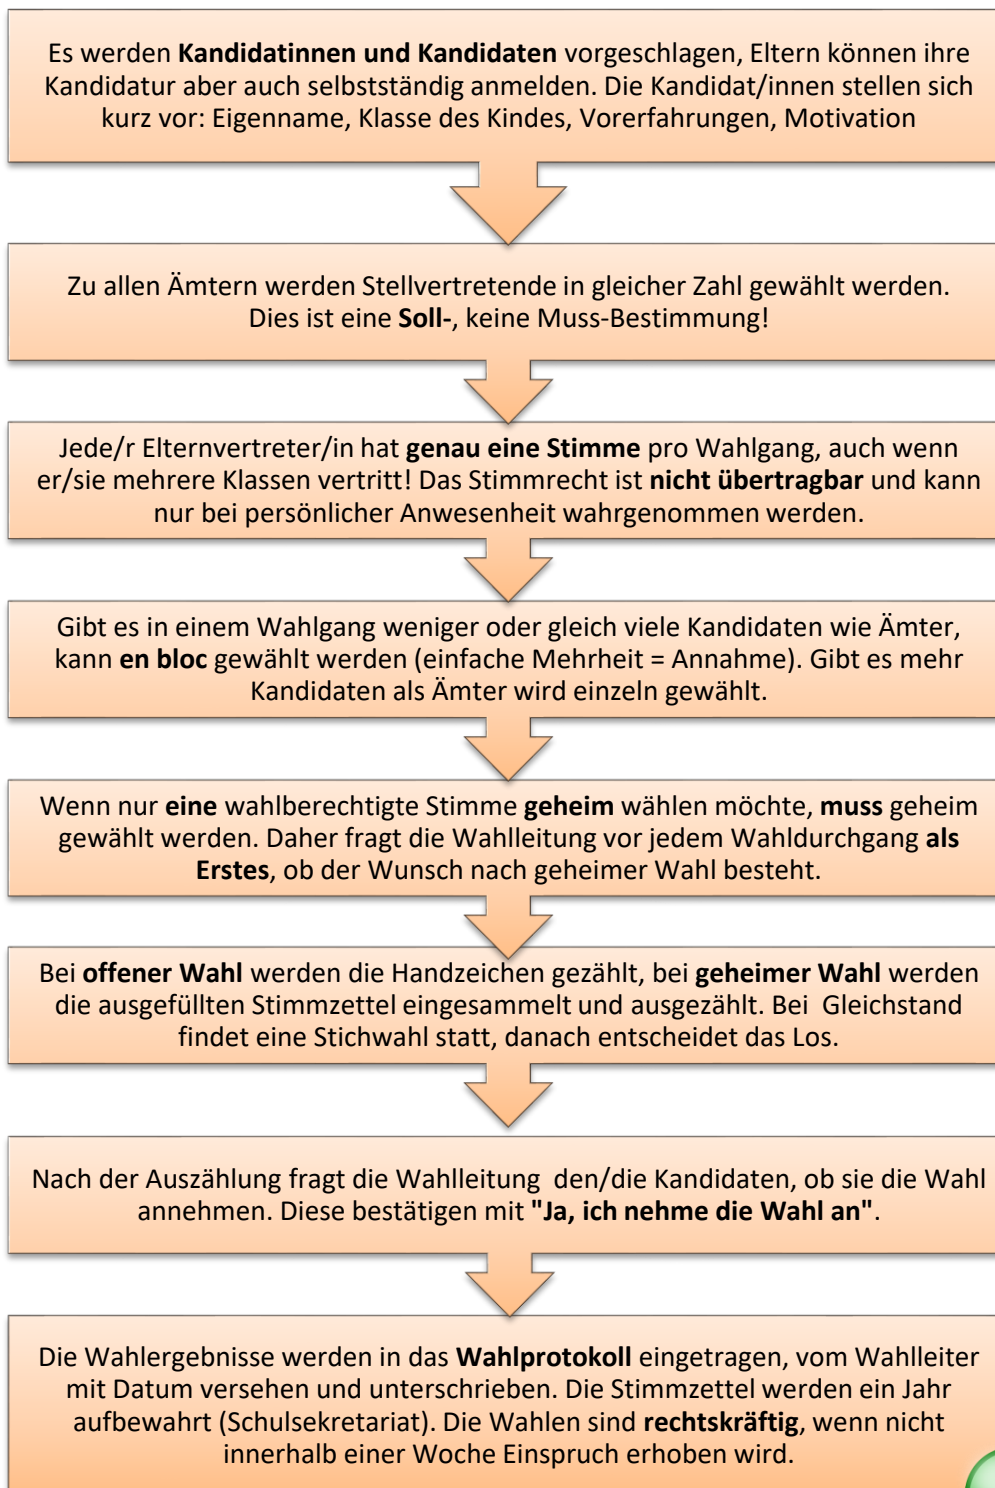 Es werden Kandidatinnen und Kandidaten vorgeschlagen, Eltern können ihre
Kandidatur aber auch selbstständig anmelden. Die Kandidat/innen stellen sich
kurz vor: Eigenname, Klasse des Kindes, Vorerfahrungen, Motivation
Zu allen Ämtern werden Stellvertretende in gleicher Zahl gewählt werden.
Dies ist eine Soll-, keine Muss-Bestimmung!
Jede/r Elternvertreter/in hat genau eine Stimme pro Wahlgang, auch wenn
er/sie mehrere Klassen vertritt! Das Stimmrecht ist nicht übertragbar und kann
nur bei persönlicher Anwesenheit wahrgenommen werden.
Gibt es in einem Wahlgang weniger oder gleich viele Kandidaten wie Ämter,
kann en bloc gewählt werden (einfache Mehrheit = Annahme). Gibt es mehr
Kandidaten als Ämter wird einzeln gewählt.
Wenn nur eine wahlberechtigte Stimme geheim wählen möchte, muss geheim
gewählt werden. Daher fragt die Wahlleitung vor jedem Wahldurchgang als
Erstes, ob der Wunsch nach geheimer Wahl besteht.
Bei offener Wahl werden die Handzeichen gezählt, bei geheimer Wahl werden
die ausgefüllten Stimmzettel eingesammelt und ausgezählt. Bei Gleichstand
findet eine Stichwahl statt, danach entscheidet das Los.
Nach der Auszählung fragt die Wahlleitung den/die Kandidaten, ob sie die Wahl
annehmen. Diese bestätigen mit "Ja, ich nehme die Wahl an".
Die Wahlergebnisse werden in das Wahlprotokoll eingetragen, vom Wahlleiter
mit Datum versehen und unterschrieben. Die Stimmzettel werden ein Jahr
aufbewahrt (Schulsekretariat). Die Wahlen sind rechtskräftig, wenn nicht
innerhalb einer Woche Einspruch erhoben wird.